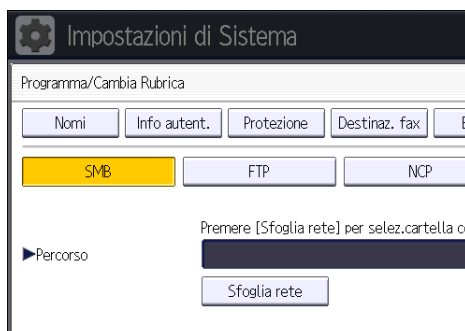 Impostazioni di Sistema
Programma/Cambia Rubrica
Nomi Info autent. Protezione Destinaz. fax
SMB FTP NCP
Premere [Sfoglia rete] per selez.cartella
▶Percorso
Sfoglia rete